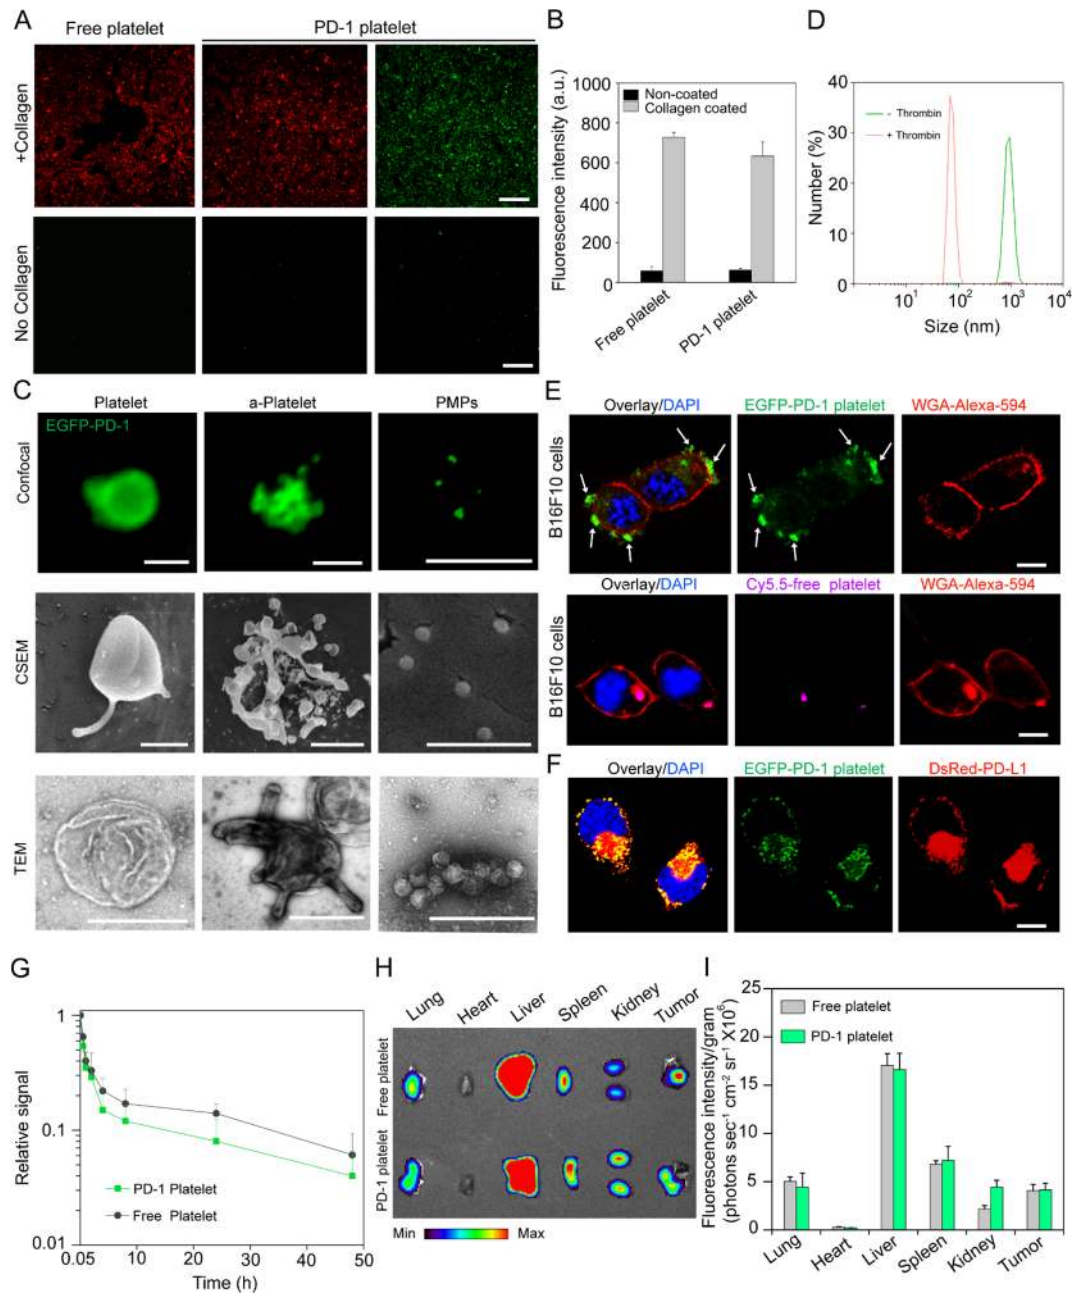 A
Free platelet
PD-1 platelet
+Collagen
No Collagen
B
Fluorescence intensity (a.u.)
1000
800
600
400
200
0
Non-coated
Collagen coated
Free platelet
PD-1 platelet
D
Number (%)
40
30
20
10
0
- Thrombin
+ Thrombin
10¹
10²
10³
10⁴
Size (nm)
C
Platelet
a-Platelet
PMPs
Confocal
EGFP-PD-1
CSEM
TEM
E
Overlay/DAPI
EGFP-PD-1 platelet
WGA-Alexa-594
B16F10 cells
Overlay/DAPI
Cy5.5-free platelet
WGA-Alexa-594
B16F10 cells
F
Overlay/DAPI
EGFP-PD-1 platelet
DsRed-PD-L1
G
Relative signal
1
0.1
0.01
PD-1 Platelet
Free Platelet
0.05
10
20
30
40
50
Time (h)
H
Lung
Heart
Liver
Spleen
Kidney
Tumor
Free platelet
PD-1 platelet
Min
Max
I
Fluorescence intensity/gram
(photons sec⁻¹ cm⁻² sr⁻¹ X10⁶)
25
20
15
10
5
0
Free platelet
PD-1 platelet
Lung
Heart
Liver
Spleen
Kidney
Tumor